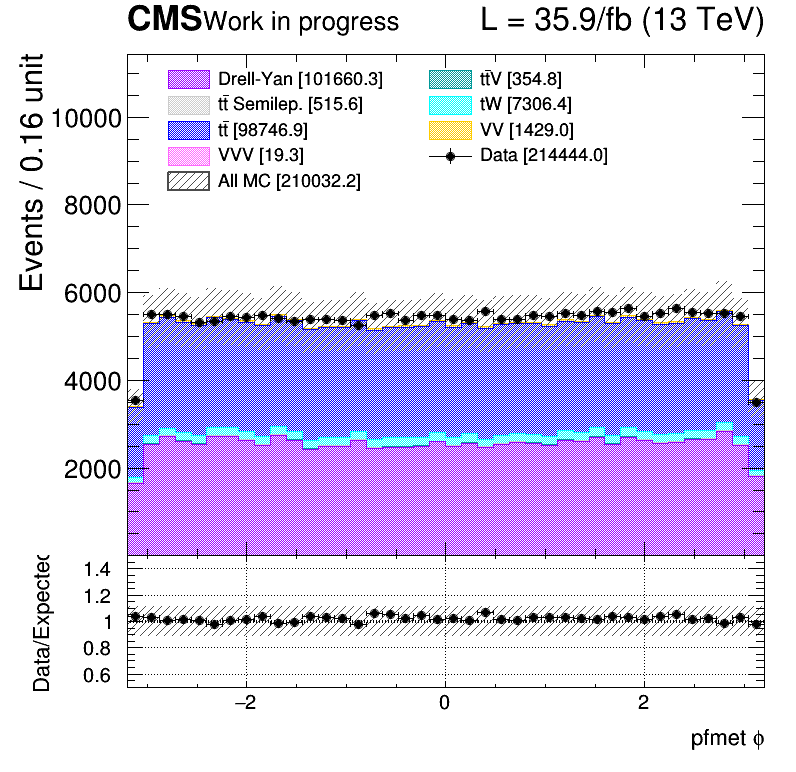 CMS Work in progress L = 35.9/fb (13 TeV)
Events / 0.16 unit
Drell-Yan [101660.3]
tt̄ Semilep. [515.6]
tt̄ [98746.9]
VVV [19.3]
All MC [210032.2]
tt̄V [354.8]
tW [7306.4]
VV [1429.0]
Data [214444.0]
10000
8000
6000
4000
2000
Data/Expected
1.4
1.2
1
0.8
0.6
−2 0 2
pfmet ϕ